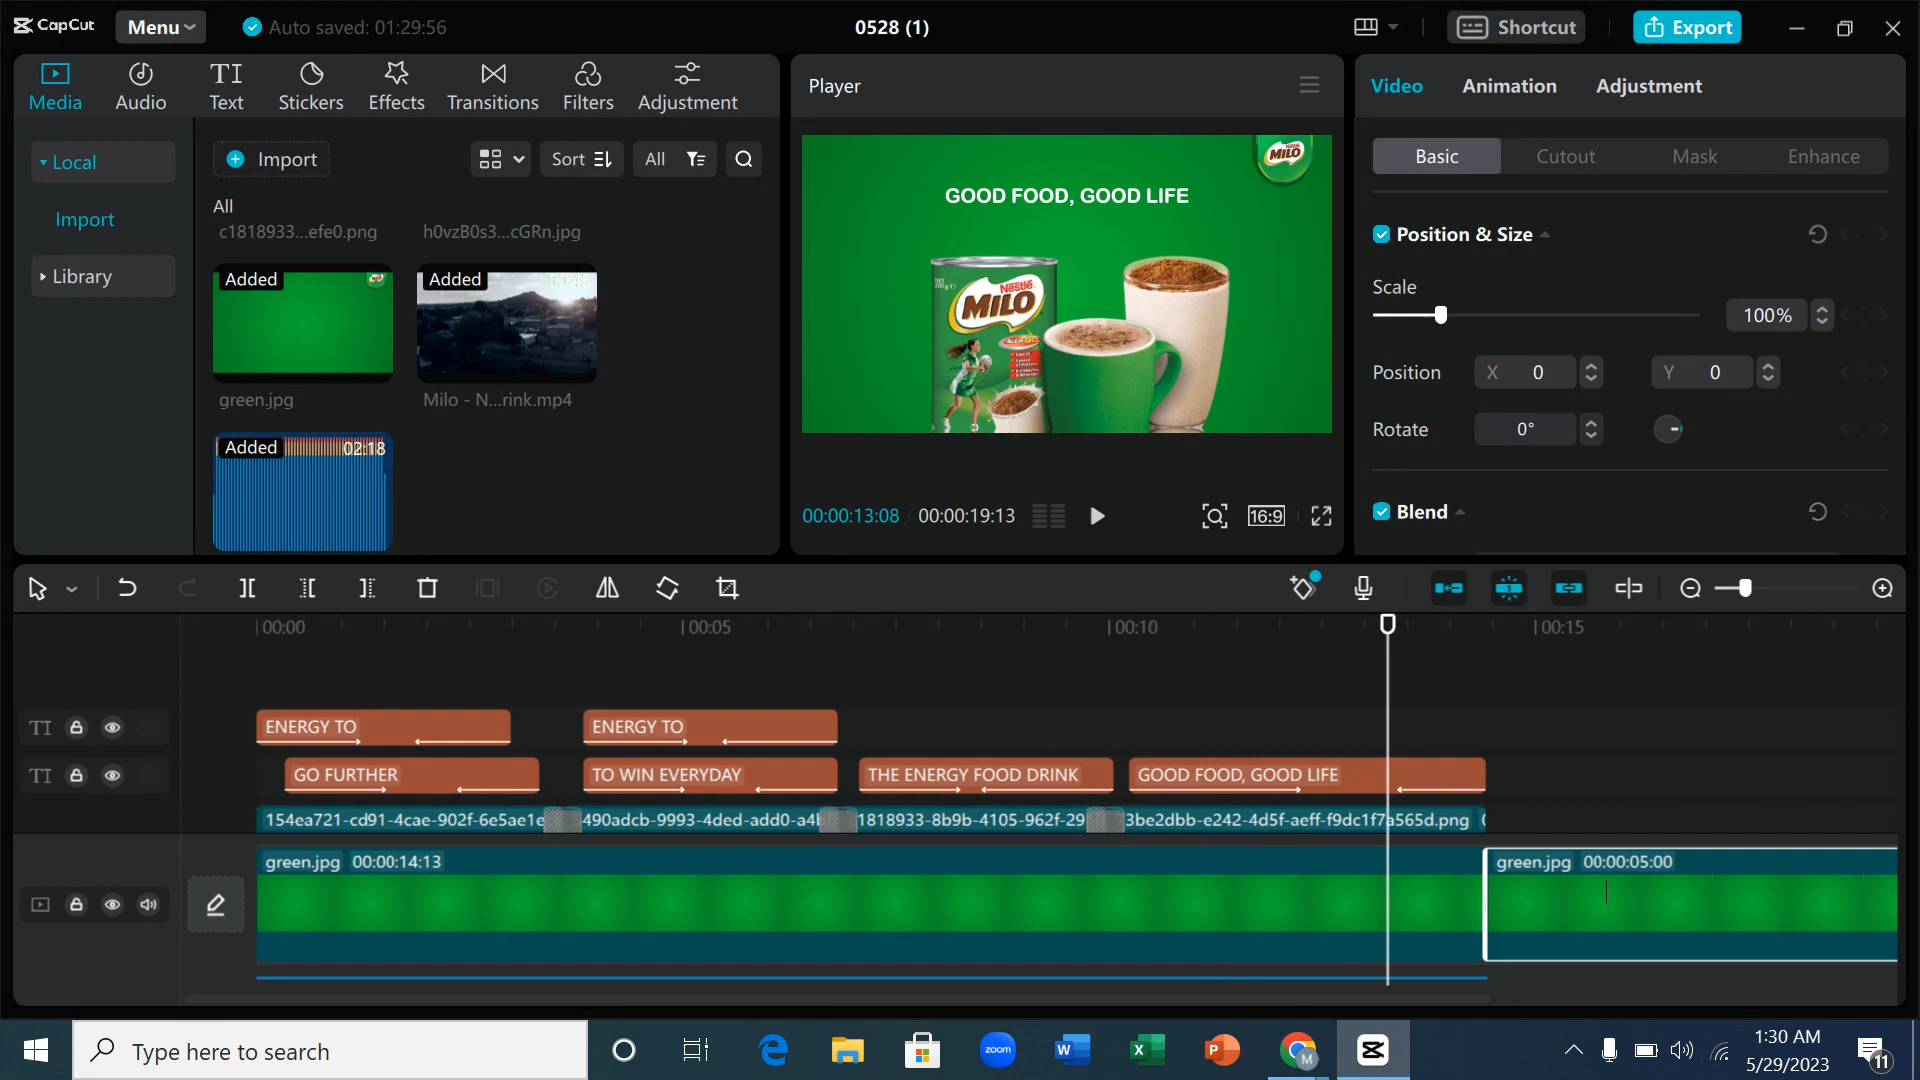 CapCut
Menu
Auto saved: 01:29:56
0528 (1)
Shortcut
Export
Media
Audio
Text
Stickers
Effects
Transitions
Filters
Adjustment
Local
Import
Library
Import
Sort
All
All
c1818933...efe0.png
h0vzB0s3...cGRn.jpg
Added
green.jpg
Added
Milo - N...rink.mp4
Added
02:18
Player
MILO
GOOD FOOD, GOOD LIFE
Nestlé
MILO
00:00:13:08 / 00:00:19:13
16:9
Video
Animation
Adjustment
Basic
Cutout
Mask
Enhance
Position & Size
Scale
100%
Position
X 0
Y 0
Rotate
0°
Blend
00:00
00:05
00:10
00:15
TI
ENERGY TO
ENERGY TO
TI
GO FURTHER
TO WIN EVERYDAY
THE ENERGY FOOD DRINK
GOOD FOOD, GOOD LIFE
154ea721-cd91-4cae-902f-6e5ae1e
490adcb-9993-4ded-add0-a4
1818933-8b9b-4105-962f-29
3be2dbb-e242-4d5f-aeff-f9dc1f7a565d.png
green.jpg 00:00:14:13
green.jpg 00:00:05:00
Type here to search
zoom
1:30 AM
5/29/2023
11